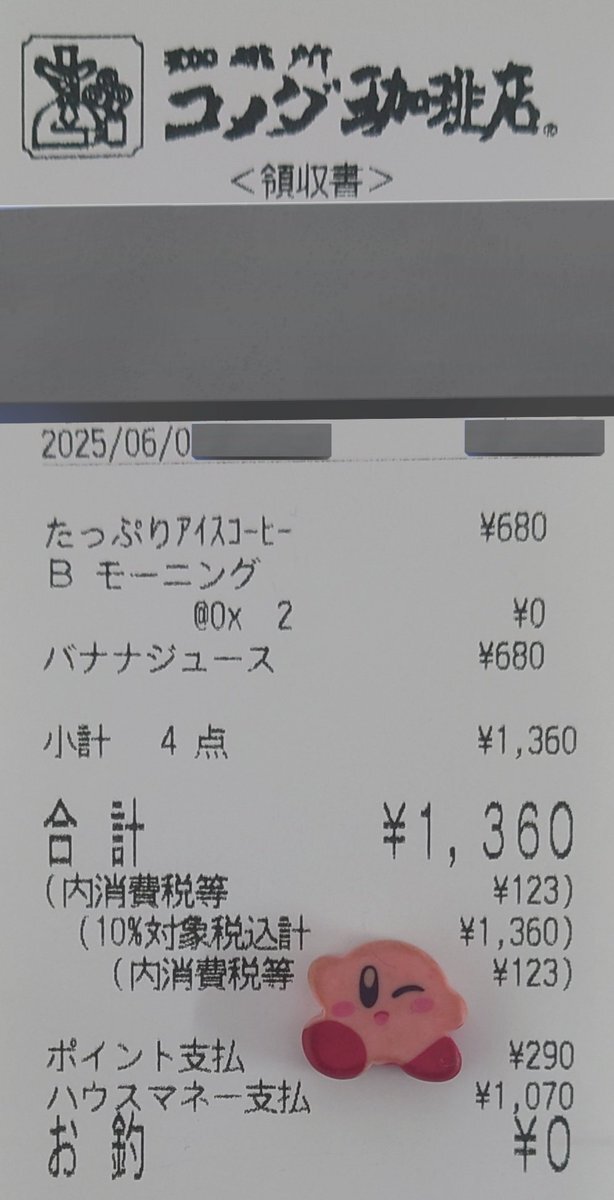 コメダ珈琲店®
<領収書>
2025/06/0
たっぷりアイスコーヒー ¥680
B モーニング
@0x 2 ¥0
バナナジュース ¥680
小計 4 点 ¥1,360
合 計 ¥1,360
(内消費税等 ¥123)
(10%対象税込計 ¥1,360)
(内消費税等 ¥123)
ポイント支払 ¥290
ハウスマネー支払 ¥1,070
お 釣 ¥0